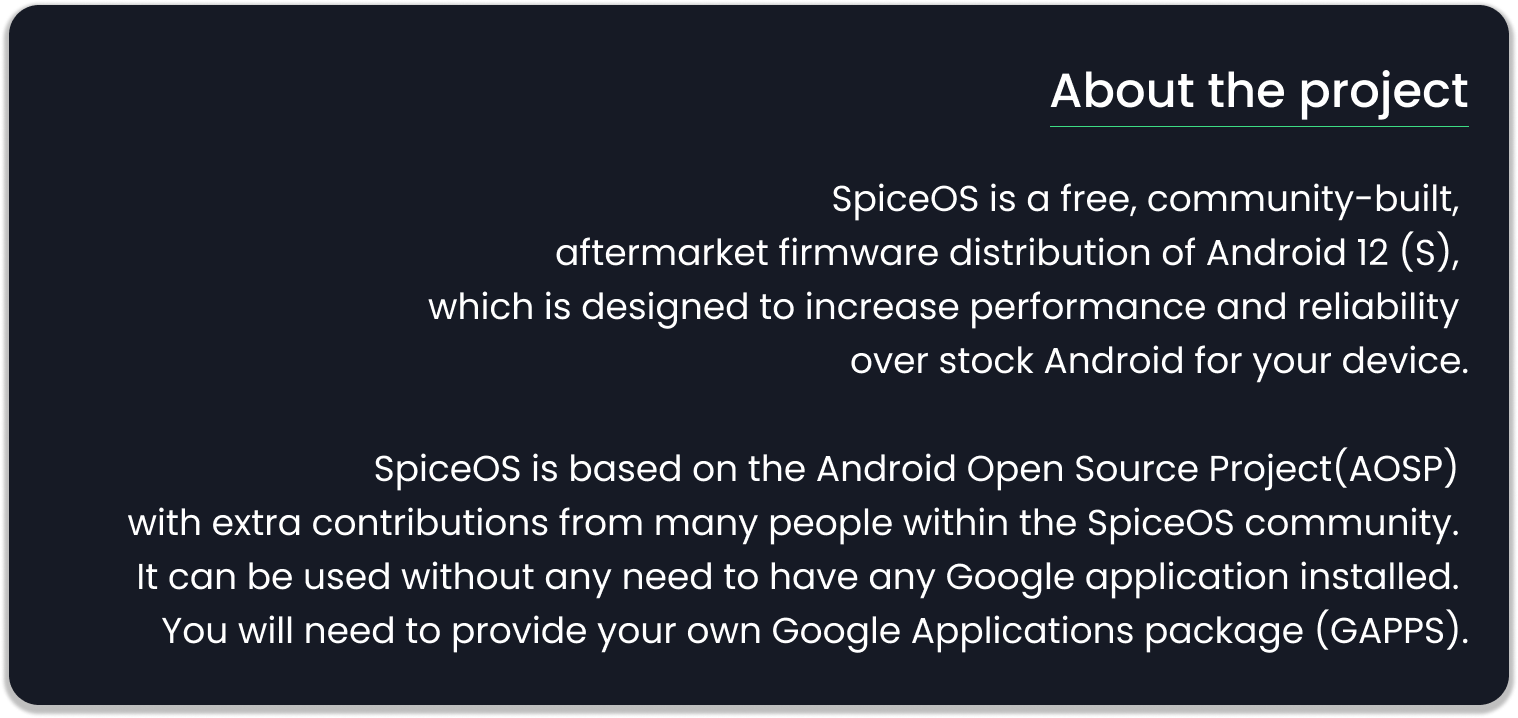 About the project
SpiceOS is a free, community-built,
aftermarket firmware distribution of Android 12 (S),
which is designed to increase performance and reliability
over stock Android for your device.
SpiceOS is based on the Android Open Source Project(AOSP)
with extra contributions from many people within the SpiceOS community.
It can be used without any need to have any Google application installed.
You will need to provide your own Google Applications package (GAPPS).